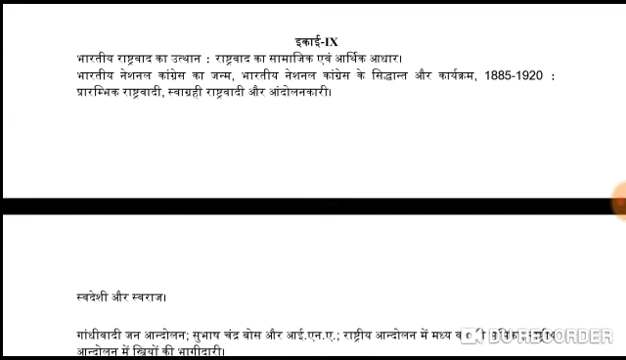 इकाई-IX
भारतीय राष्ट्रवाद का उत्थान : राष्ट्रवाद का सामाजिक एवं आर्थिक आधार।
भारतीय नेशनल कांग्रेस का जन्म, भारतीय नेशनल कांग्रेस के सिद्धान्त और कार्यक्रम, 1885-1920 :
प्रारम्भिक राष्ट्रवादी, स्वाग्रही राष्ट्रवादी और आंदोलनकारी।
स्वदेशी और स्वराज।
गांधीवादी जन आन्दोलन; सुभाष चंद्र बोस और आई.एन.ए.; राष्ट्रीय आन्दोलन में मध्य
आन्दोलन में स्त्रियों की भागीदारी।
DU RECORDER